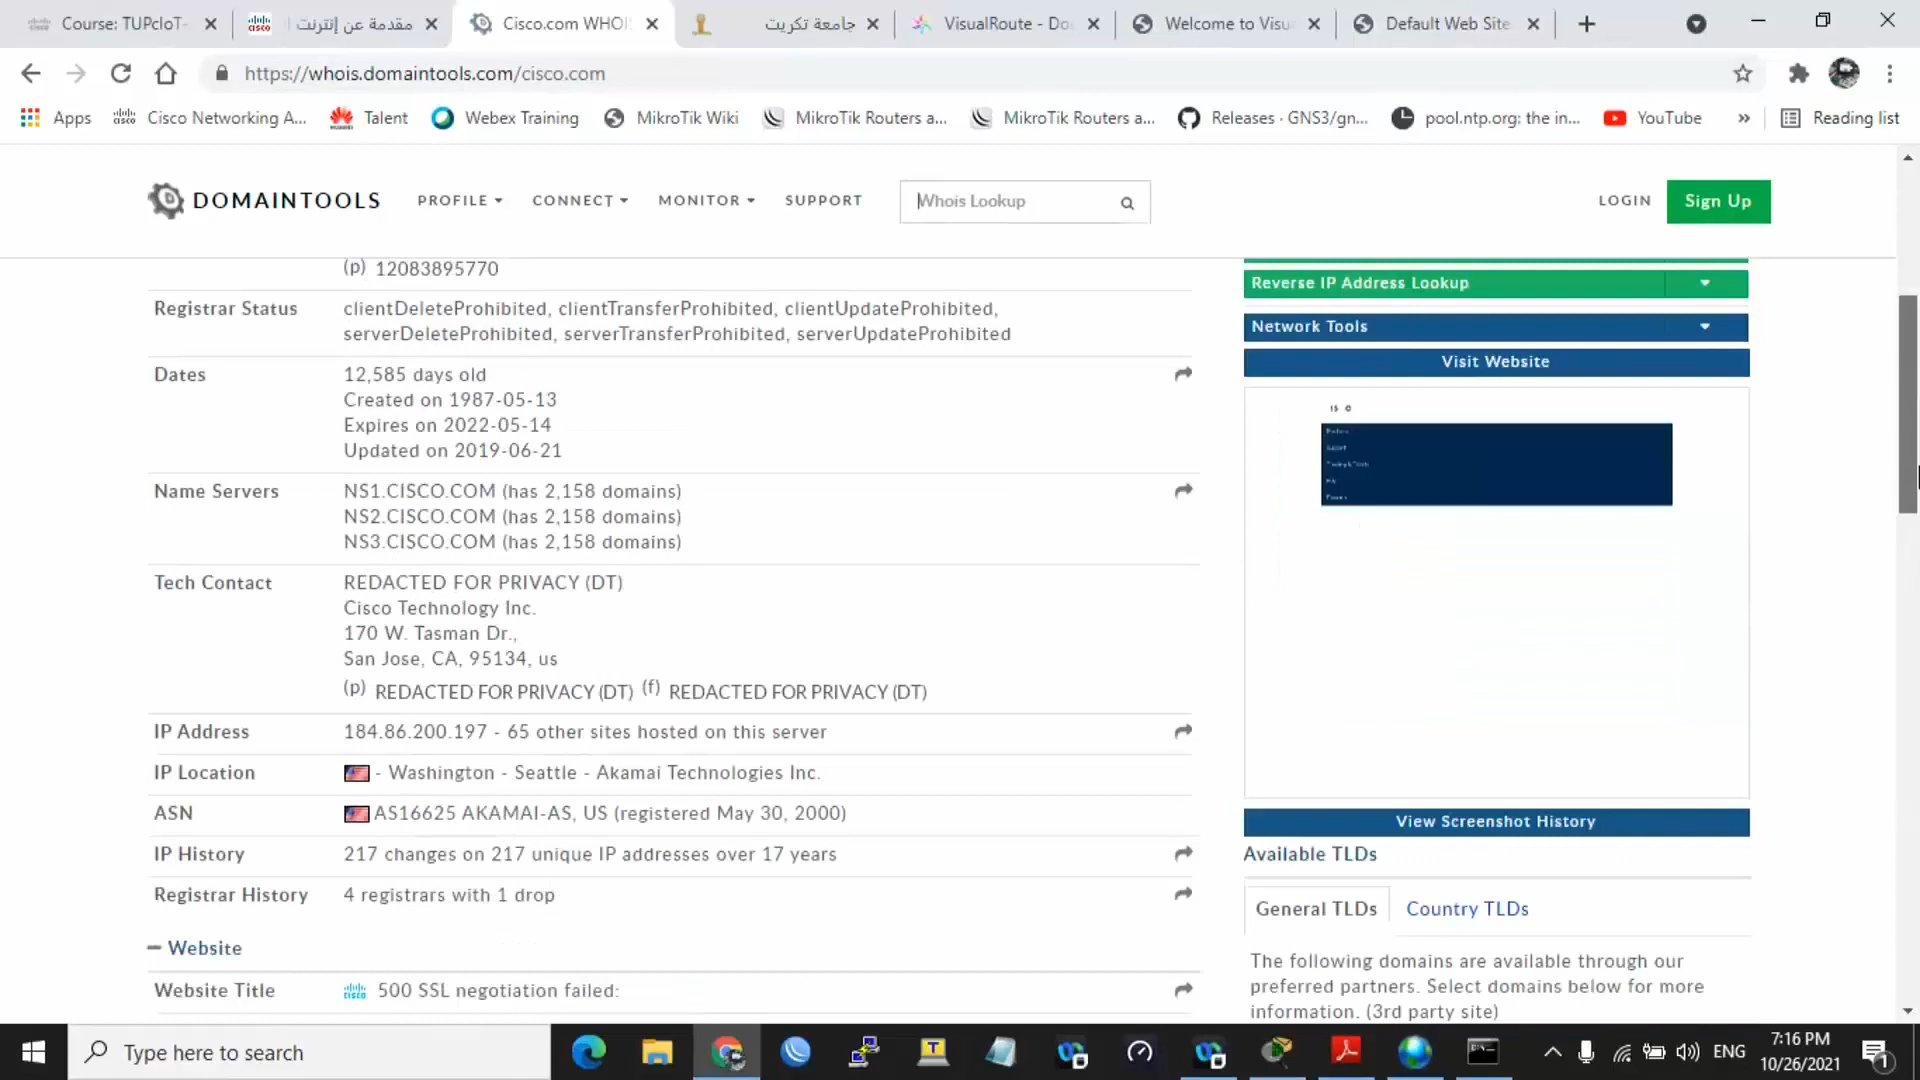 Course: TUPcIoT-
مقدمة عن إنترنت
Cisco.com WHOIS
جامعة تكريت
VisualRoute - Do
Welcome to Visu
Default Web Site
https://whois.domaintools.com/cisco.com
Apps
Cisco Networking A...
Talent
Webex Training
MikroTik Wiki
MikroTik Routers a...
MikroTik Routers a...
Releases · GNS3/gn...
pool.ntp.org: the in...
YouTube
»
Reading list
DOMAINTOOLS
PROFILE
CONNECT
MONITOR
SUPPORT
Whois Lookup
LOGIN
Sign Up
(p) 12083895770
Registrar Status
clientDeleteProhibited, clientTransferProhibited, clientUpdateProhibited,
serverDeleteProhibited, serverTransferProhibited, serverUpdateProhibited
Dates
12,585 days old
Created on 1987-05-13
Expires on 2022-05-14
Updated on 2019-06-21
Name Servers
NS1.CISCO.COM (has 2,158 domains)
NS2.CISCO.COM (has 2,158 domains)
NS3.CISCO.COM (has 2,158 domains)
Tech Contact
REDACTED FOR PRIVACY (DT)
Cisco Technology Inc.
170 W. Tasman Dr.,
San Jose, CA, 95134, us
(p) REDACTED FOR PRIVACY (DT) (f) REDACTED FOR PRIVACY (DT)
IP Address
184.86.200.197 - 65 other sites hosted on this server
IP Location
- Washington - Seattle - Akamai Technologies Inc.
ASN
AS16625 AKAMAI-AS, US (registered May 30, 2000)
IP History
217 changes on 217 unique IP addresses over 17 years
Registrar History
4 registrars with 1 drop
Website
Website Title
500 SSL negotiation failed:
Reverse IP Address Lookup
Network Tools
Visit Website
View Screenshot History
Available TLDs
General TLDs
Country TLDs
The following domains are available through our
preferred partners. Select domains below for more
information. (3rd party site)
Type here to search
ENG
7:16 PM
10/26/2021
1